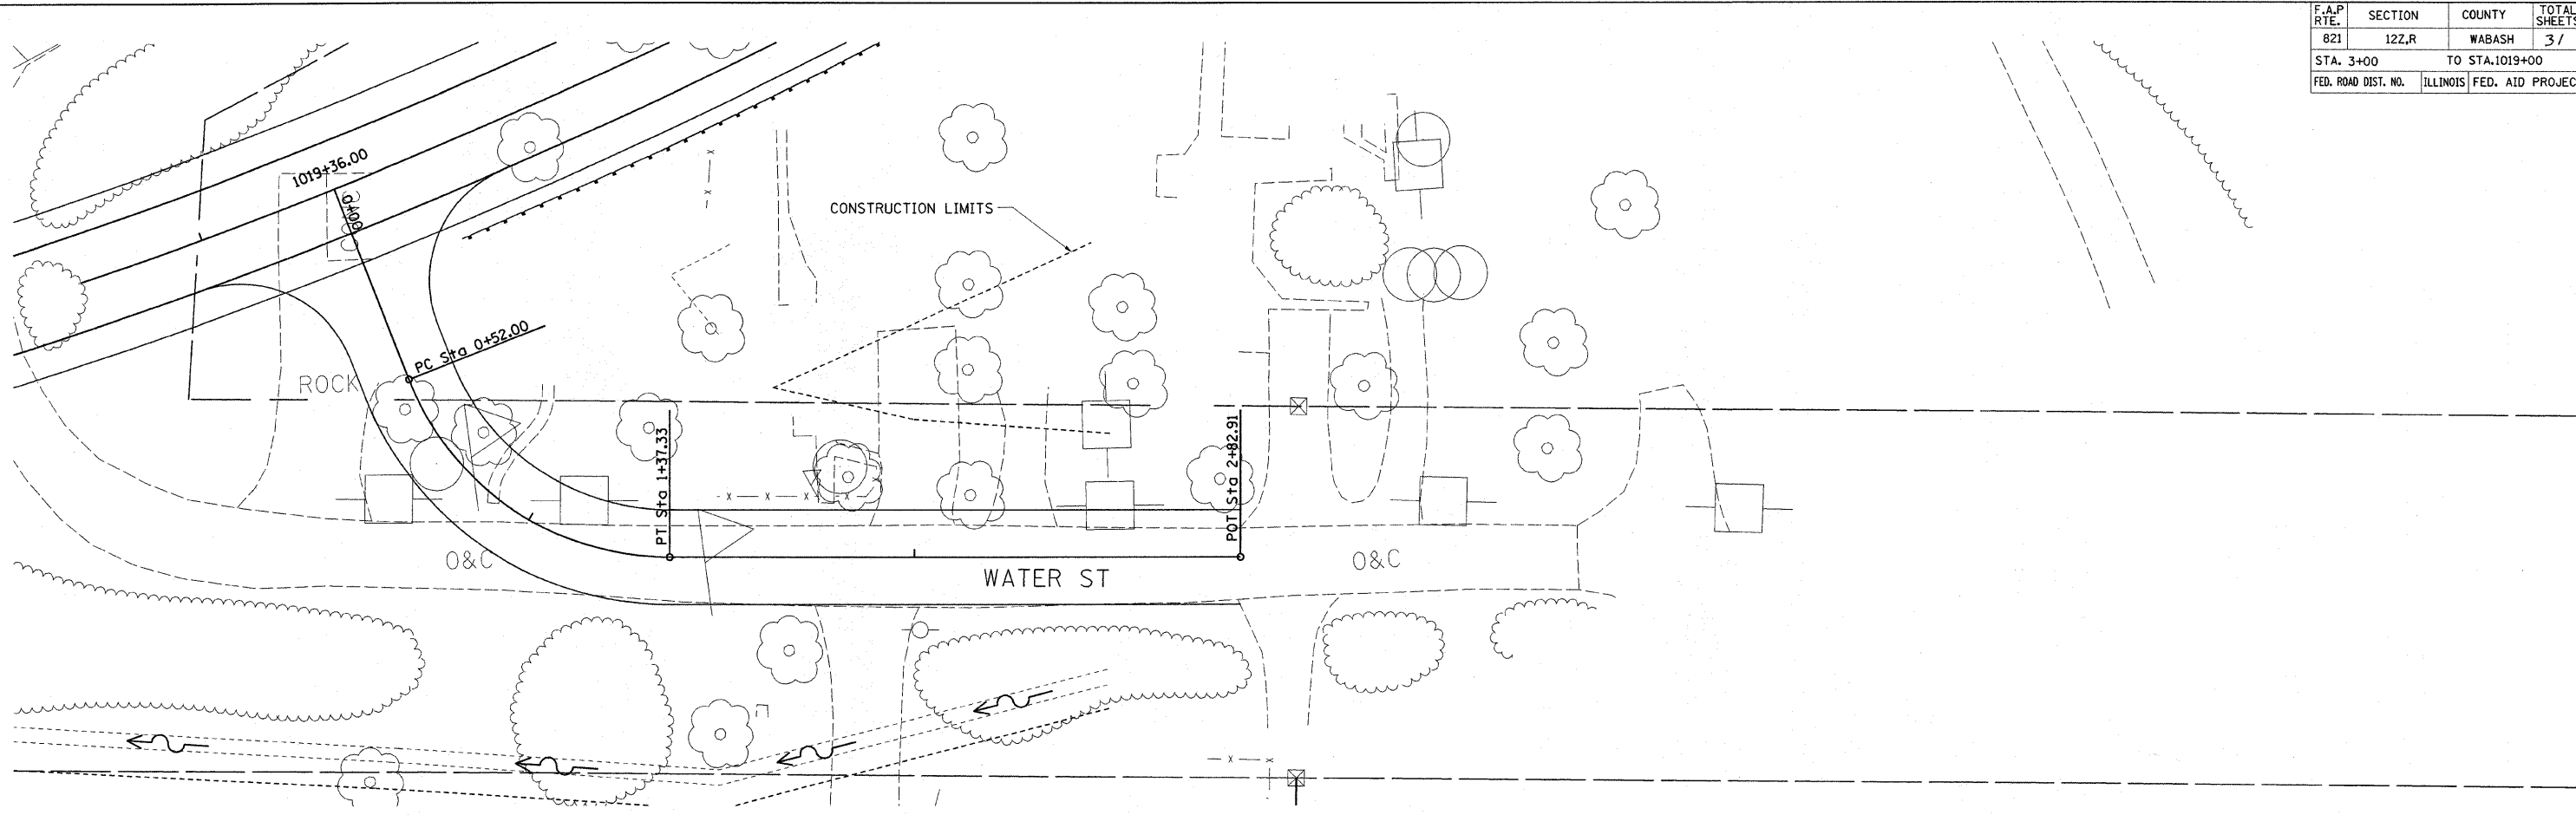 F.A.P RTE. SECTION COUNTY TOTAL SHEETS
821 12Z,R WABASH 31
STA. 3+00 TO STA.1019+00
FED. ROAD DIST. NO. ILLINOIS FED. AID PROJEC
1019+36.00
0+00
CONSTRUCTION LIMITS
PC Sta 0+52.00
ROCK
PT Sta 1+37.33
POT Sta 2+82.91
O&C
O&C
WATER ST